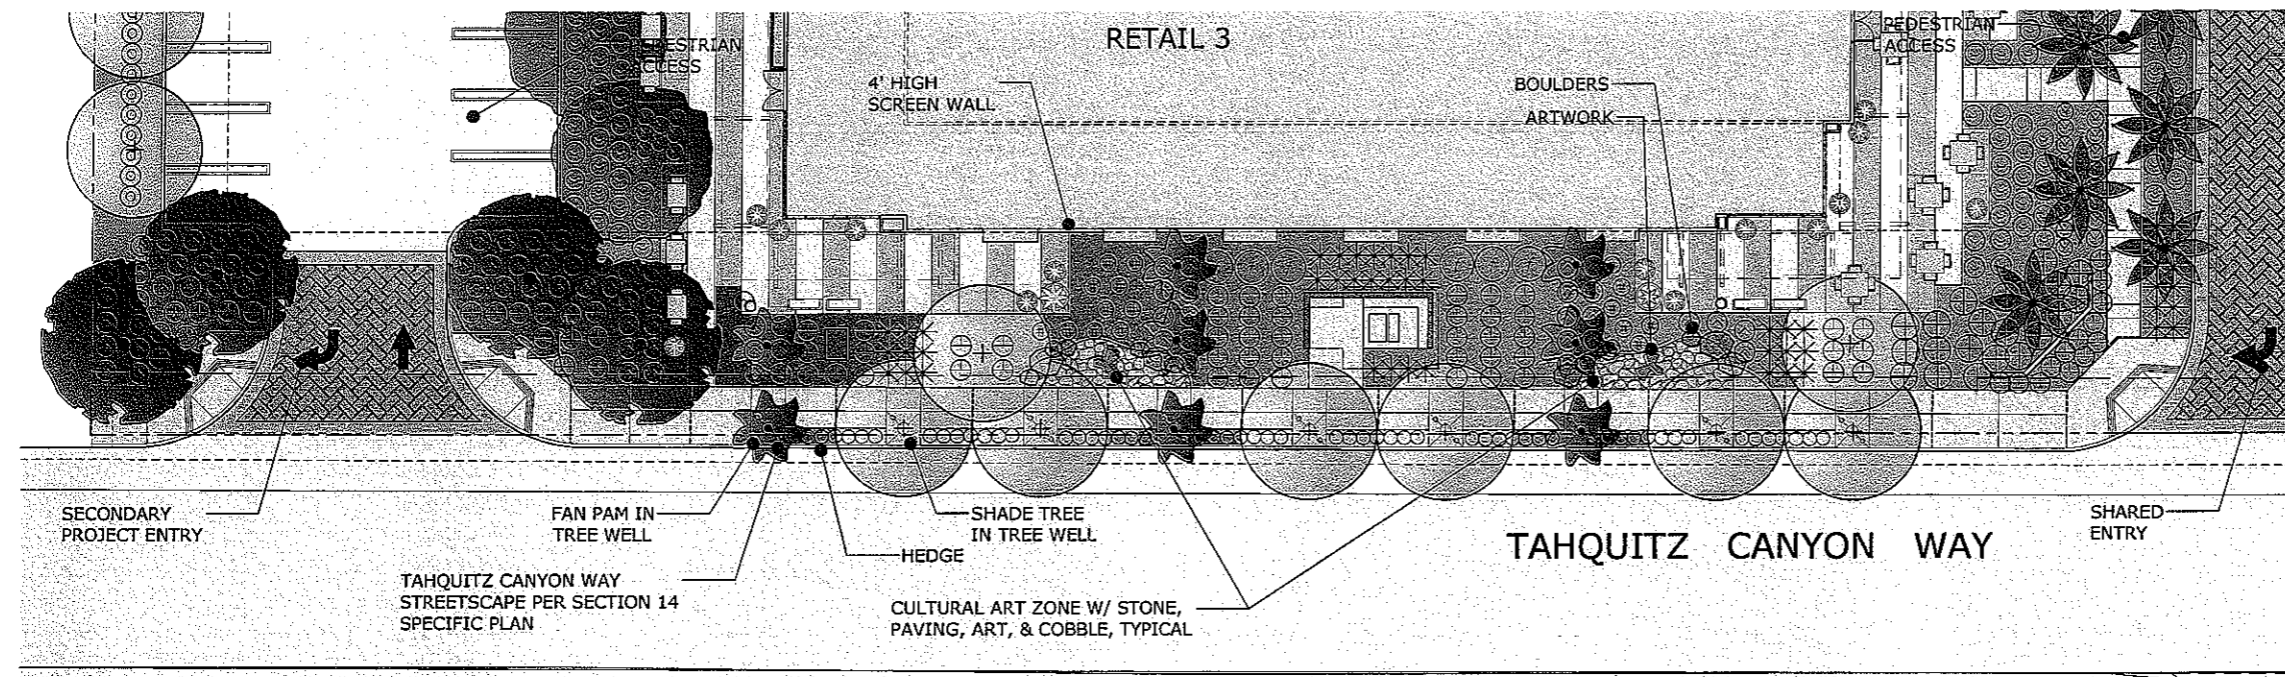 RETAIL 3
PEDESTRIAN
ACCESS
4' HIGH
SCREEN WALL
BOULDERS
ARTWORK
PEDESTRIAN
ACCESS
SECONDARY
PROJECT ENTRY
FAN PAM IN
TREE WELL
SHADE TREE
IN TREE WELL
HEDGE
TAHQUITZ CANYON WAY
SHARED
ENTRY
TAHQUITZ CANYON WAY
STREETSCAPE PER SECTION 14
SPECIFIC PLAN
CULTURAL ART ZONE W/ STONE,
PAVING, ART, & COBBLE, TYPICAL